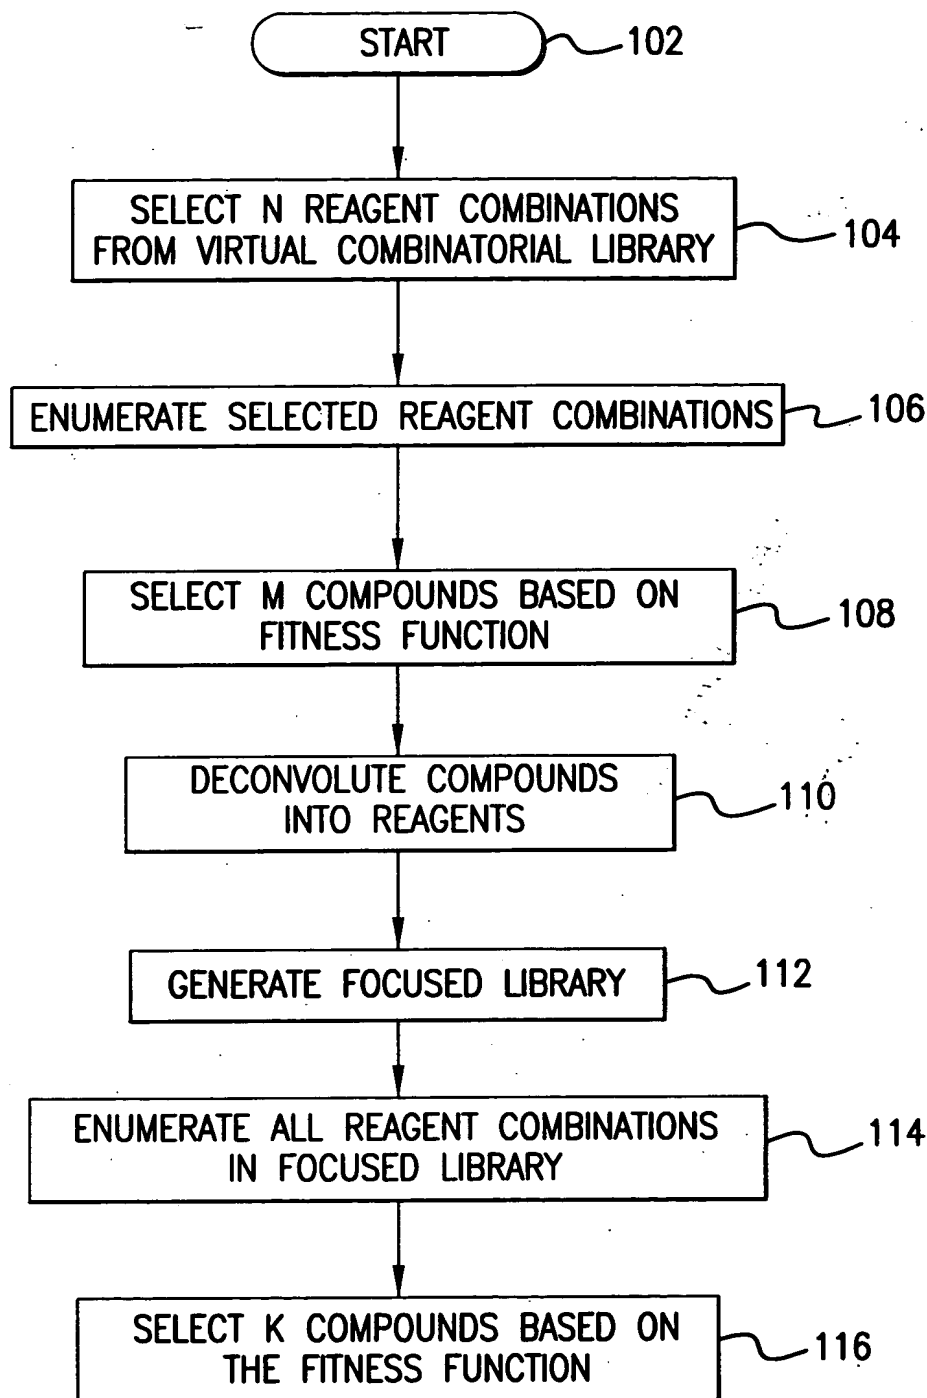 START
102
SELECT N REAGENT COMBINATIONS
FROM VIRTUAL COMBINATORIAL LIBRARY
104
ENUMERATE SELECTED REAGENT COMBINATIONS
106
SELECT M COMPOUNDS BASED ON
FITNESS FUNCTION
108
DECONVOLUTE COMPOUNDS
INTO REAGENTS
110
GENERATE FOCUSED LIBRARY
112
ENUMERATE ALL REAGENT COMBINATIONS
IN FOCUSED LIBRARY
114
SELECT K COMPOUNDS BASED ON
THE FITNESS FUNCTION
116